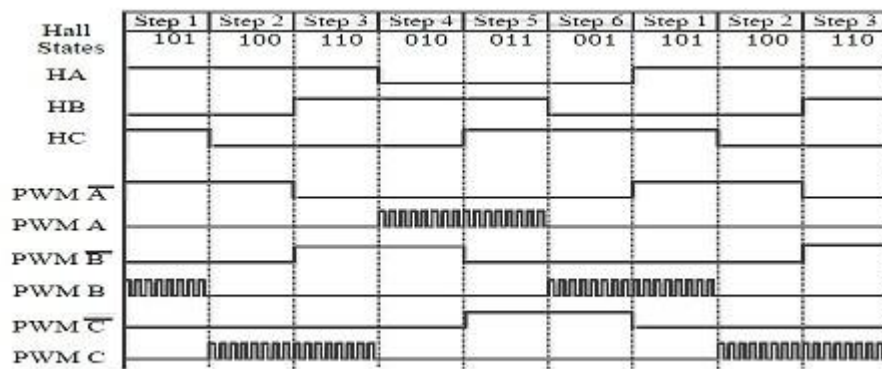 Hall States
Step 1 Step 2 Step 3 Step 4 Step 5 Step 6 Step 1 Step 2 Step 3
101 100 110 010 011 001 101 100 110
HA
HB
HC
PWM A̅
PWM A
PWM B̅
PWM B
PWM C̅
PWM C